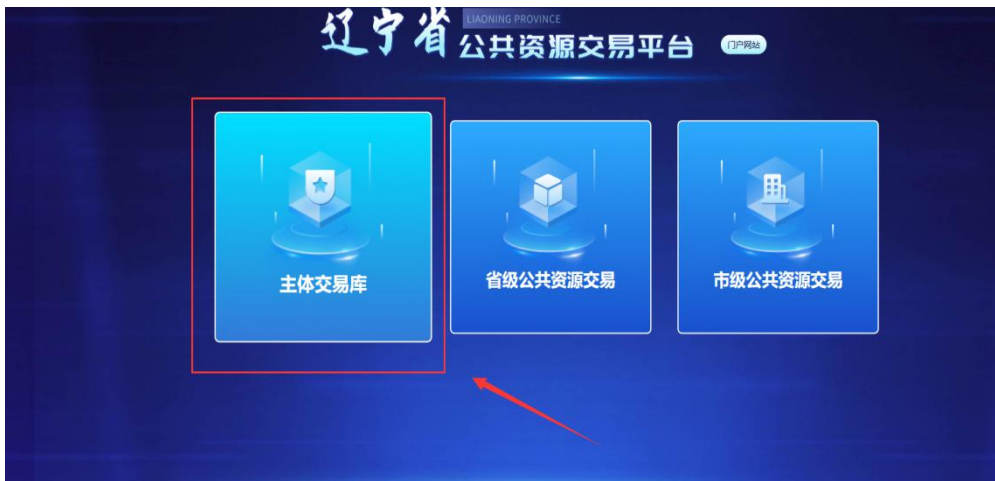 辽宁省
LIAONING PROVINCE
公共资源交易平台
门户网站
主体交易库
省级公共资源交易
市级公共资源交易